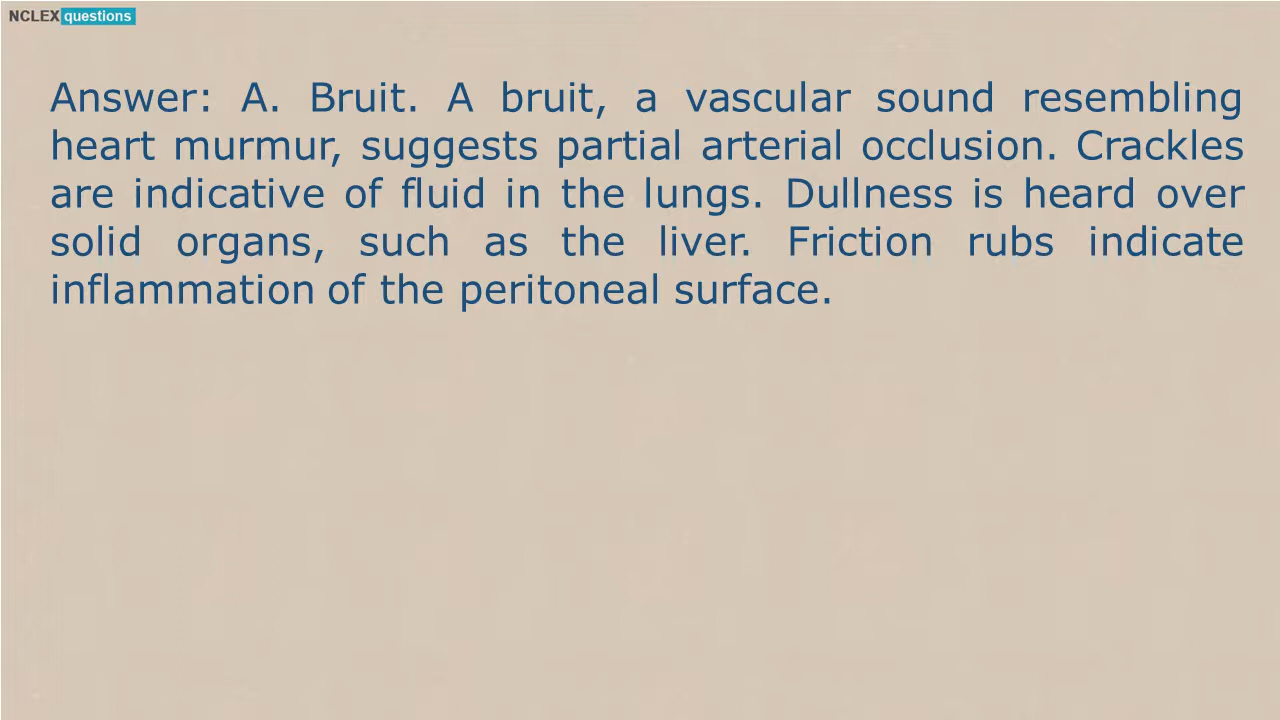 NCLEX questions
Answer: A. Bruit. A bruit, a vascular sound resembling
heart murmur, suggests partial arterial occlusion. Crackles
are indicative of fluid in the lungs. Dullness is heard over
solid organs, such as the liver. Friction rubs indicate
inflammation of the peritoneal surface.